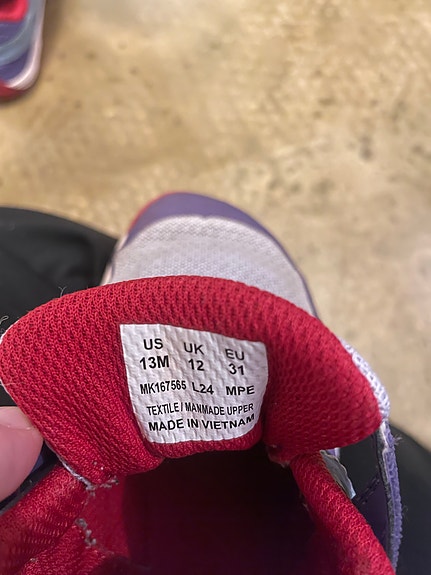 US UK EU
13M 12 31
MK167565 L24 MPE
TEXTILE/MANMADE UPPER
MADE IN VIETNAM